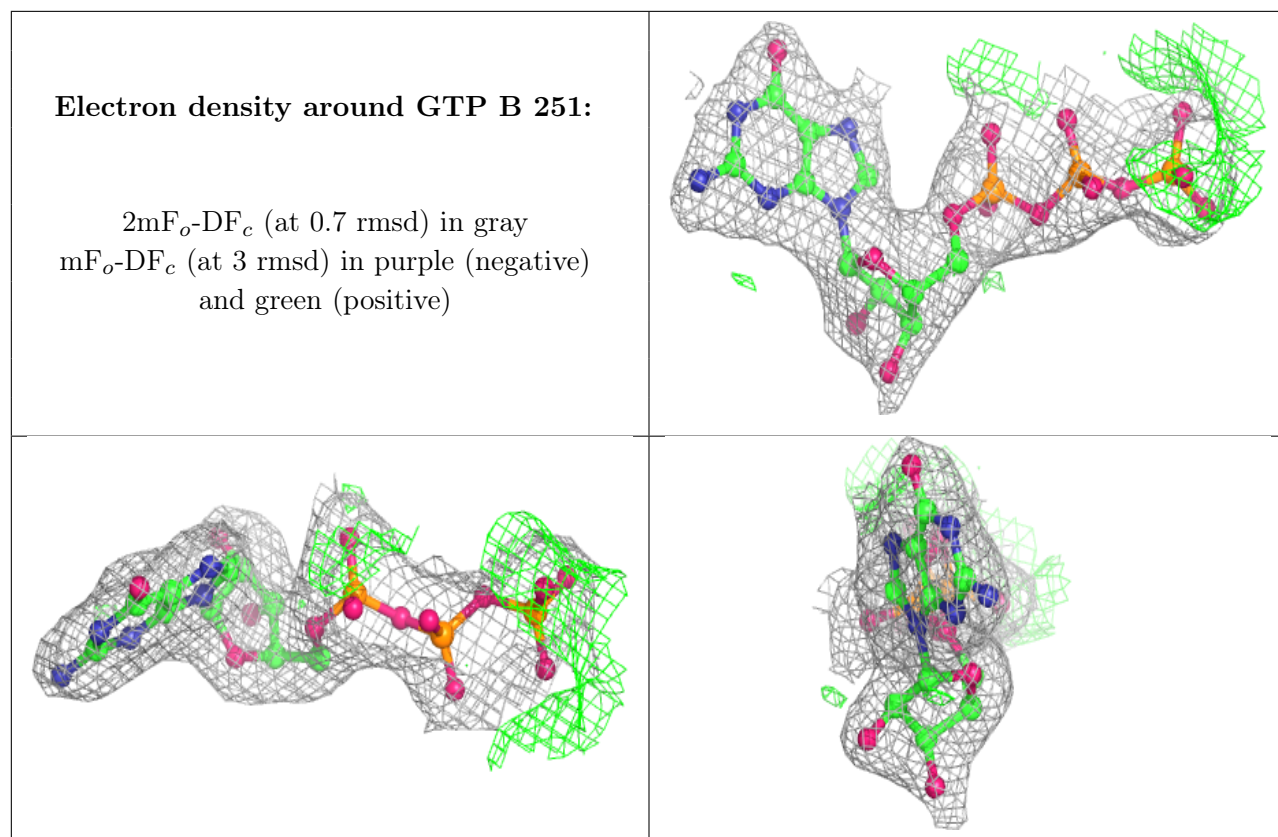 Electron density around GTP B 251:
2mFₒ-DF𝒸 (at 0.7 rmsd) in gray
mFₒ-DF𝒸 (at 3 rmsd) in purple (negative)
and green (positive)